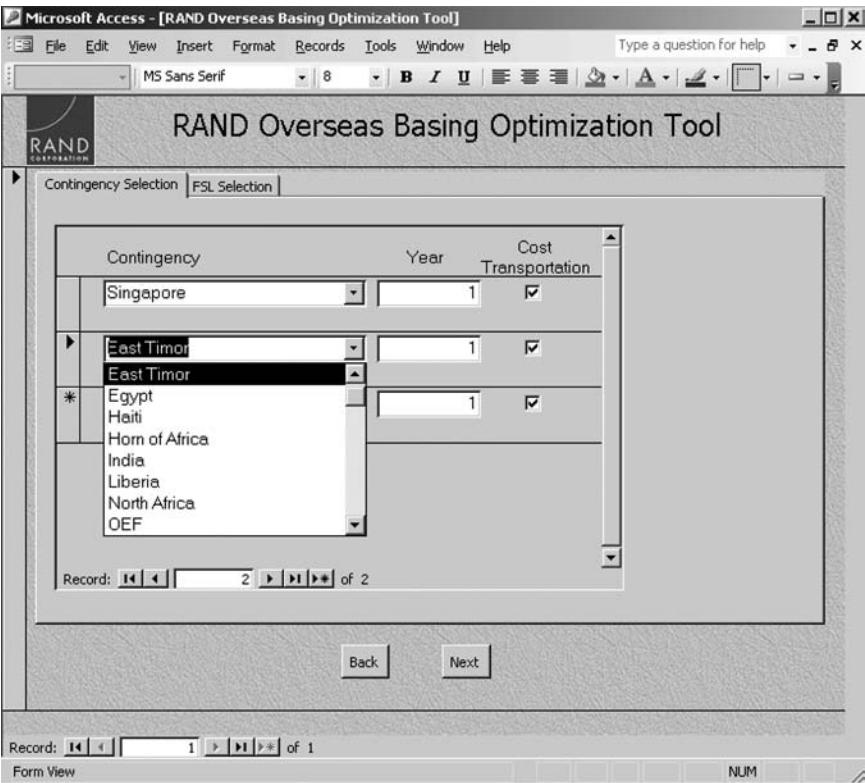 Microsoft Access - [RAND Overseas Basing Optimization Tool]
File Edit View Insert Format Records Tools Window Help Type a question for help
MS Sans Serif 8 B I U A
RAND Overseas Basing Optimization Tool
RAND
CORPORATION
Contingency Selection FSL Selection
Contingency Year Cost Transportation
Singapore 1
East Timor 1
East Timor
Egypt
1
Haiti
Horn of Africa
India
Liberia
North Africa
OEF
Record: 2 of 2
Back Next
Record: 1 of 1
Form View NUM